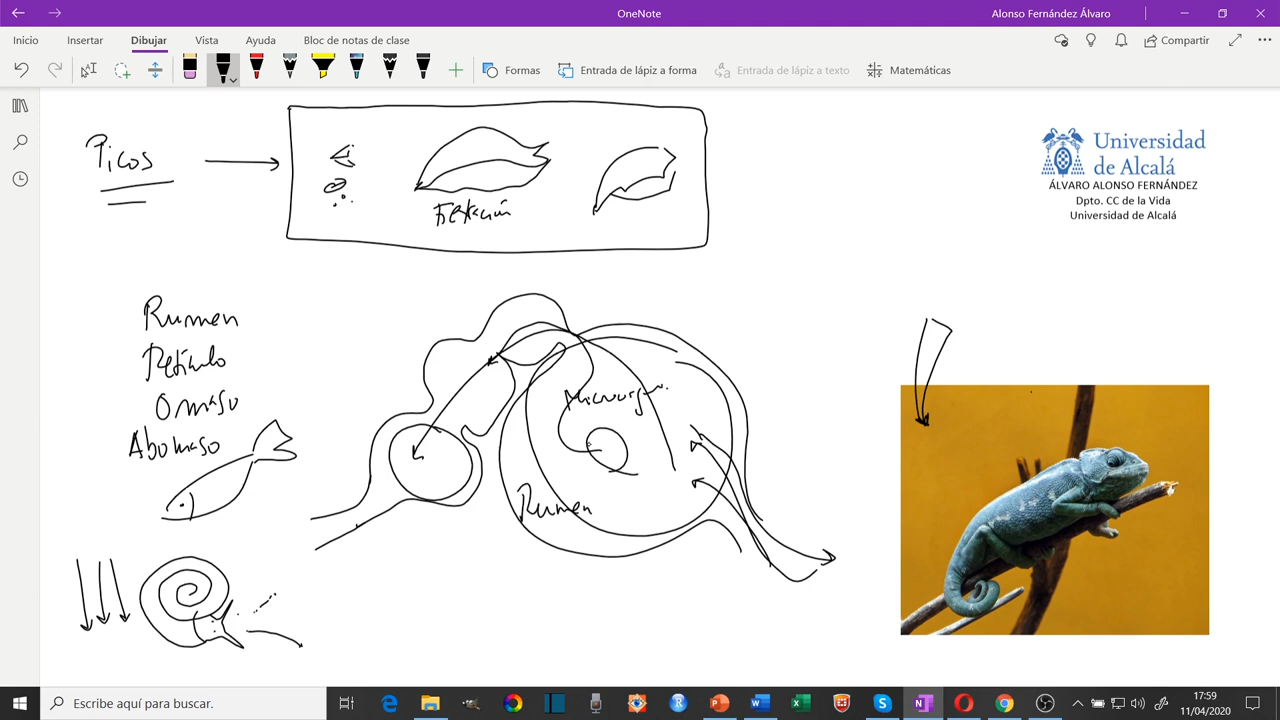 OneNote
Alonso Fernández Álvaro
Inicio
Insertar
Dibujar
Vista
Ayuda
Bloc de notas de clase
Compartir
Formas
Entrada de lápiz a forma
Entrada de lápiz a texto
Matemáticas
Picos
Universidad
de Alcalá
ÁLVARO ALONSO FERNÁNDEZ
Dpto. CC de la Vida
Universidad de Alcalá
Rumen
Retículo
Omaso
Abomaso
Microorg.
Rumen
Escribe aquí para buscar.
17:59
11/04/2020